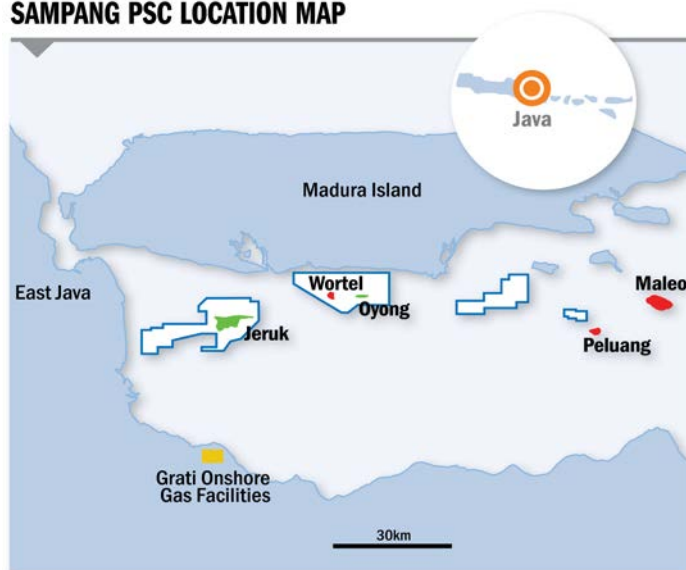 SAMPANG PSC LOCATION MAP
Java
Madura Island
East Java
Wortel
Oyong
Maleo
Jeruk
Peluang
Grati Onshore
Gas Facilities
30km